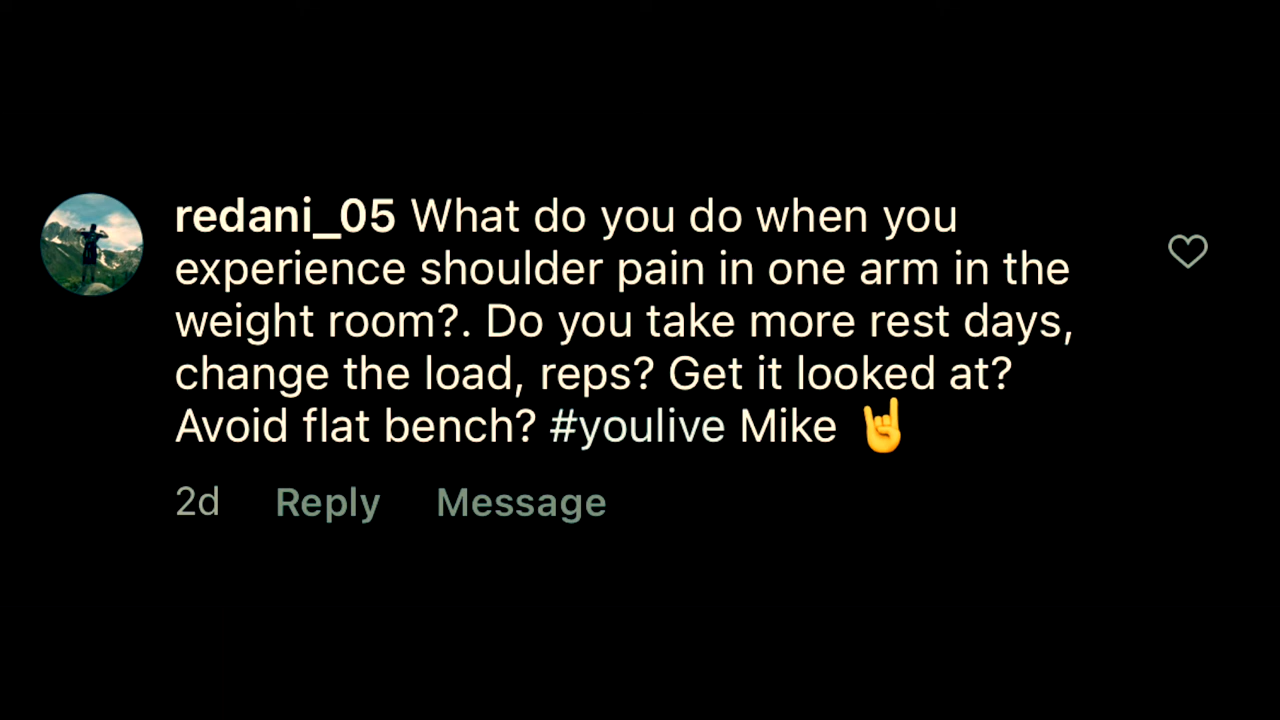 redani_05 What do you do when you
experience shoulder pain in one arm in the
weight room?. Do you take more rest days,
change the load, reps? Get it looked at?
Avoid flat bench? #youlive Mike 🤘
2d Reply Message